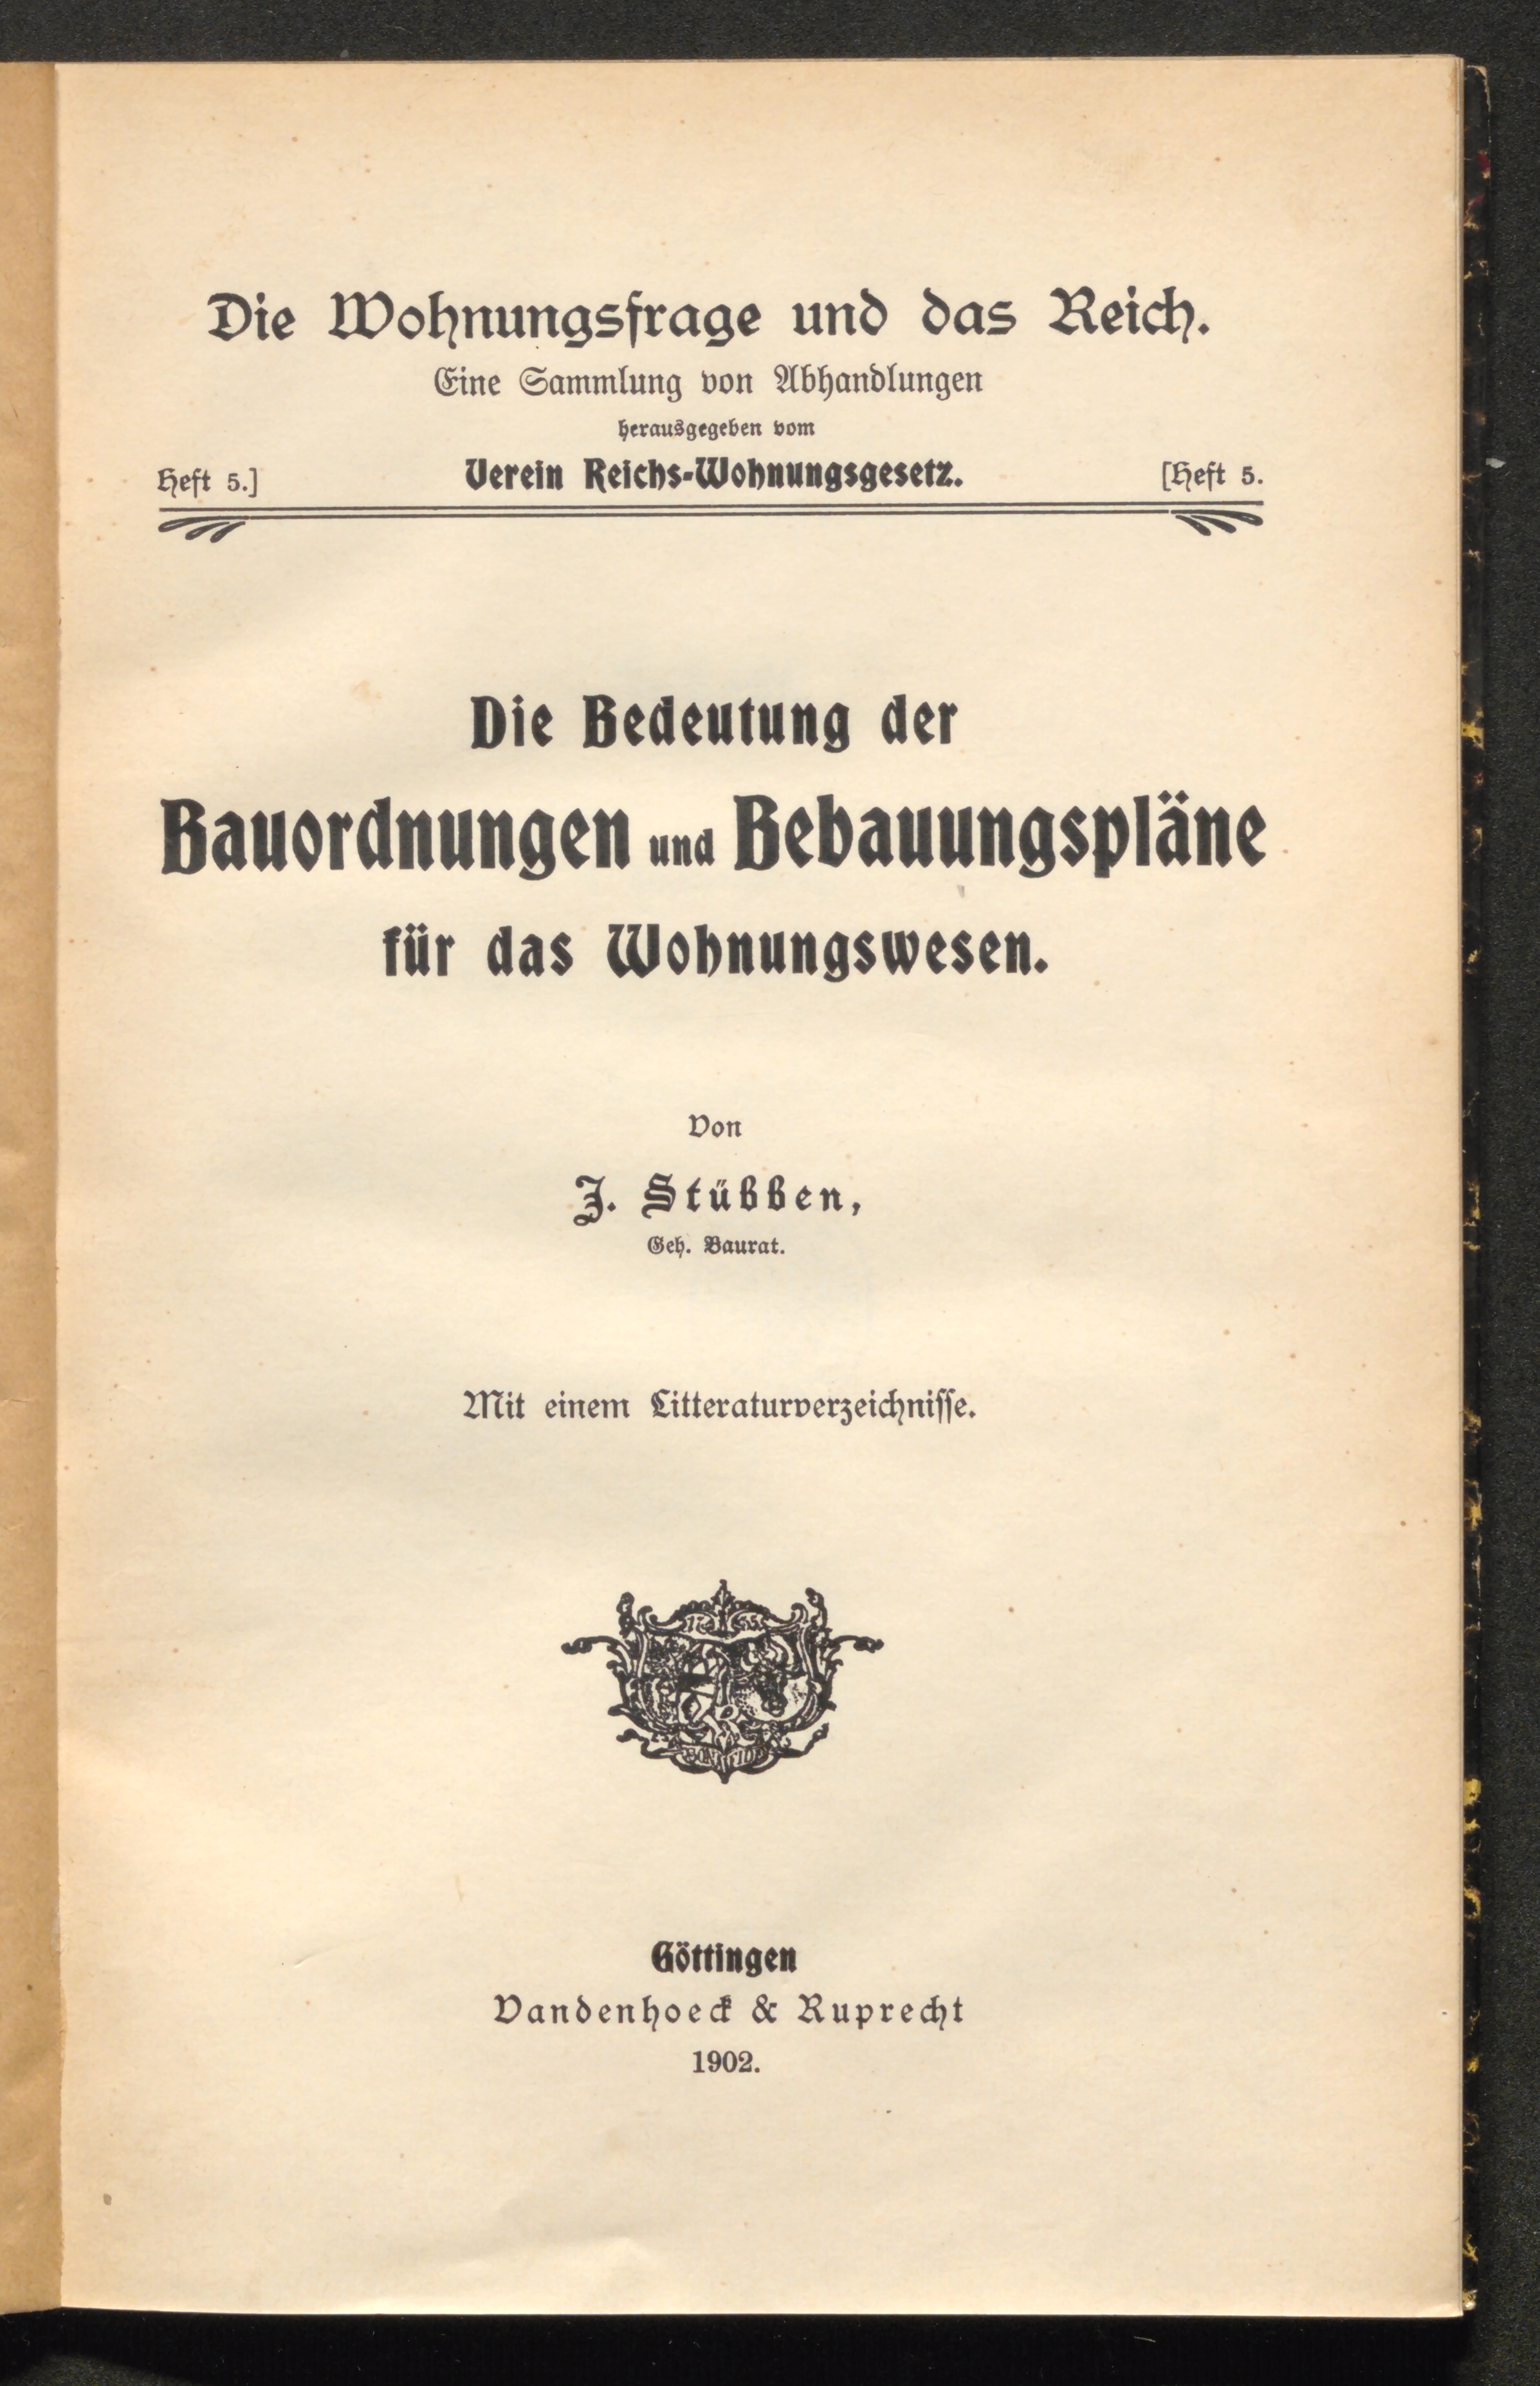 Die Wohnungsfrage und das Reich.
Eine Sammlung von Abhandlungen
herausgegeben vom
Heft 5.] Verein Reichs-Wohnungsgesetz. [Heft 5.
Die Bedeutung der
Bauordnungen und Bebauungspläne
für das Wohnungswesen.
Von
J. Stübben,
Geh. Baurat.
Mit einem Litteraturverzeichnisse.
BONA FIDE
Göttingen
Vandenhoeck & Ruprecht
1902.